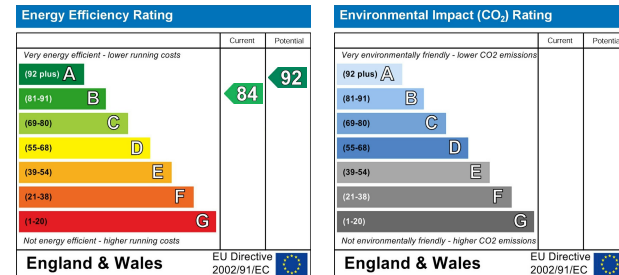 Energy Efficiency Rating
Current Potential
Very energy efficient - lower running costs
(92 plus) A
(81-91) B
(69-80) C
(55-68) D
(39-54) E
(21-38) F
(1-20) G
84
92
Not energy efficient - higher running costs
England & Wales
EU Directive
2002/91/EC
Environmental Impact (CO₂) Rating
Current Potential
Very environmentally friendly - lower CO2 emissions
(92 plus) A
(81-91) B
(69-80) C
(55-68) D
(39-54) E
(21-38) F
(1-20) G
Not environmentally friendly - higher CO2 emissions
England & Wales
EU Directive
2002/91/EC